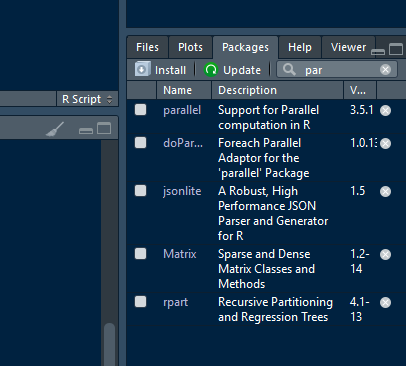 Files Plots Packages Help Viewer
Install Update par
Name Description V...
R Script
parallel Support for Parallel 3.5.1
computation in R
doPar... Foreach Parallel 1.0.13
Adaptor for the
'parallel' Package
jsonlite A Robust, High 1.5
Performance JSON
Parser and Generator
for R
Matrix Sparse and Dense 1.2-
Matrix Classes and 14
Methods
rpart Recursive Partitioning 4.1-
and Regression Trees 13